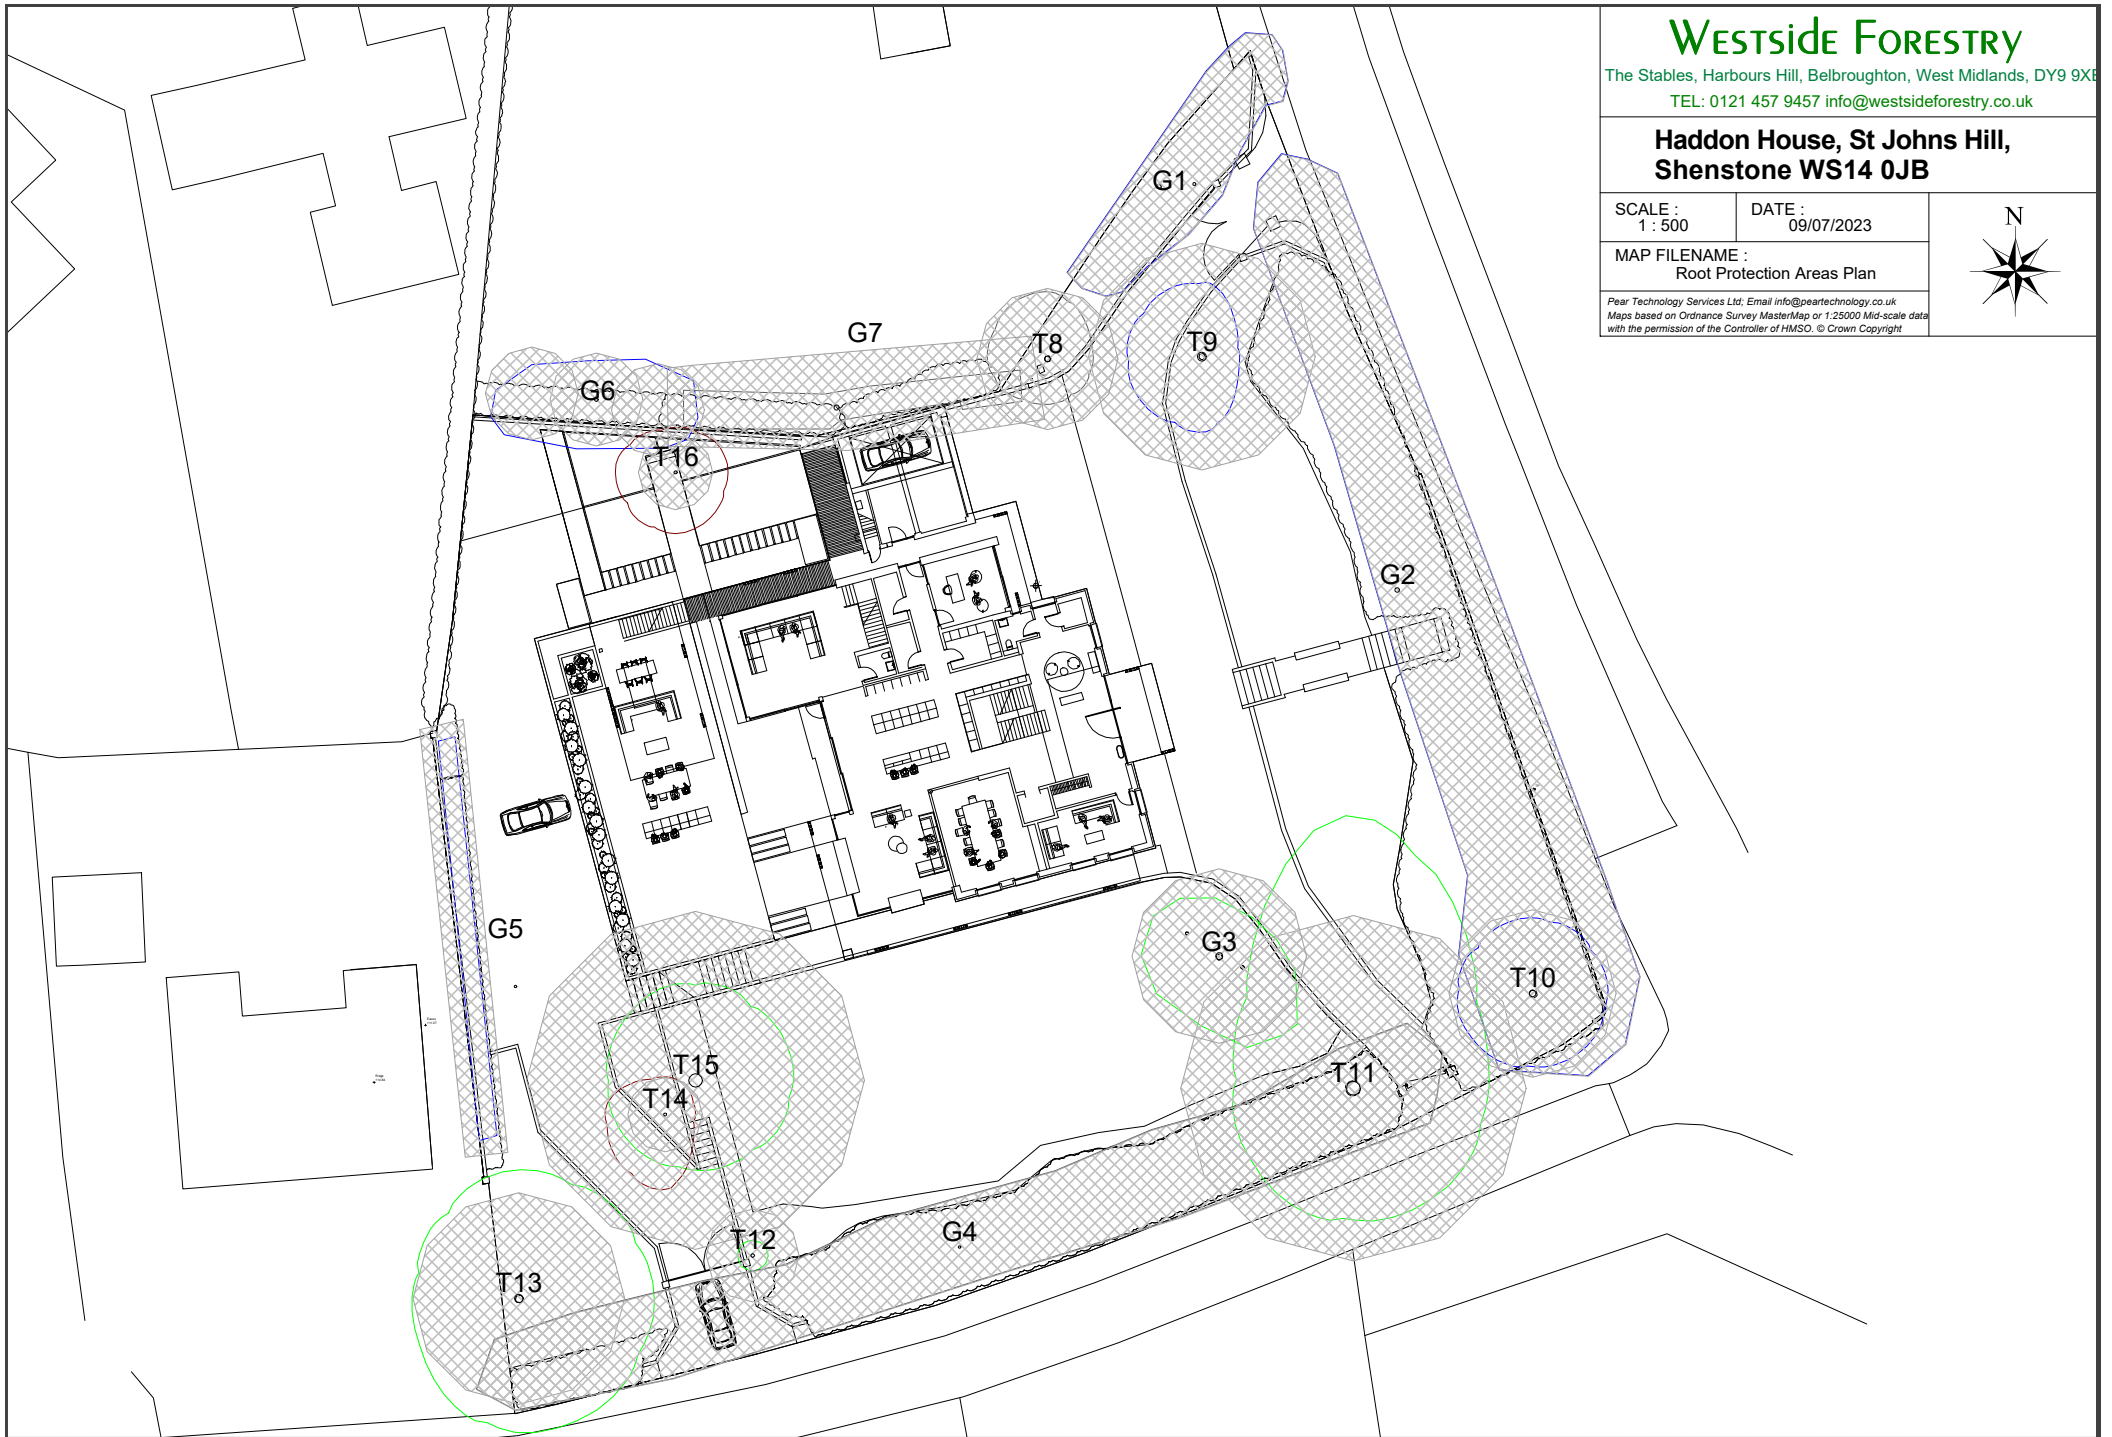 WESTSIDE FORESTRY
The Stables, Harbours Hill, Belbroughton, West Midlands, DY9 9XE
TEL: 0121 457 9457 info@westsideforestry.co.uk
Haddon House, St Johns Hill,
Shenstone WS14 0JB
SCALE :
1 : 500
DATE :
09/07/2023
N
MAP FILENAME :
Root Protection Areas Plan
Pear Technology Services Ltd; Email info@peartechnology.co.uk
Maps based on Ordnance Survey MasterMap or 1:25000 Mid-scale data
with the permission of the Controller of HMSO. © Crown Copyright
G1
G7
T8
T9
G6
T16
G2
G5
G3
T10
T15
T11
T14
T12
G4
T13